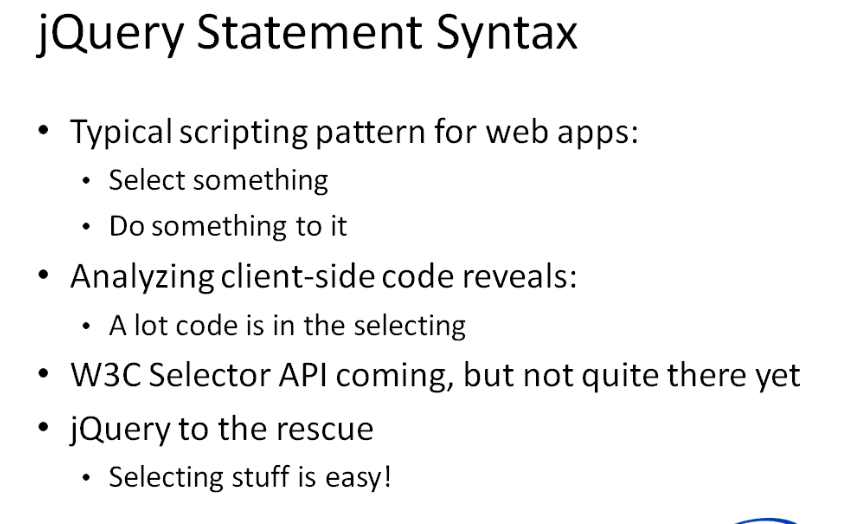 jQuery Statement Syntax
• Typical scripting pattern for web apps:
• Select something
• Do something to it
• Analyzing client-side code reveals:
• A lot code is in the selecting
• W3C Selector API coming, but not quite there yet
• jQuery to the rescue
• Selecting stuff is easy!